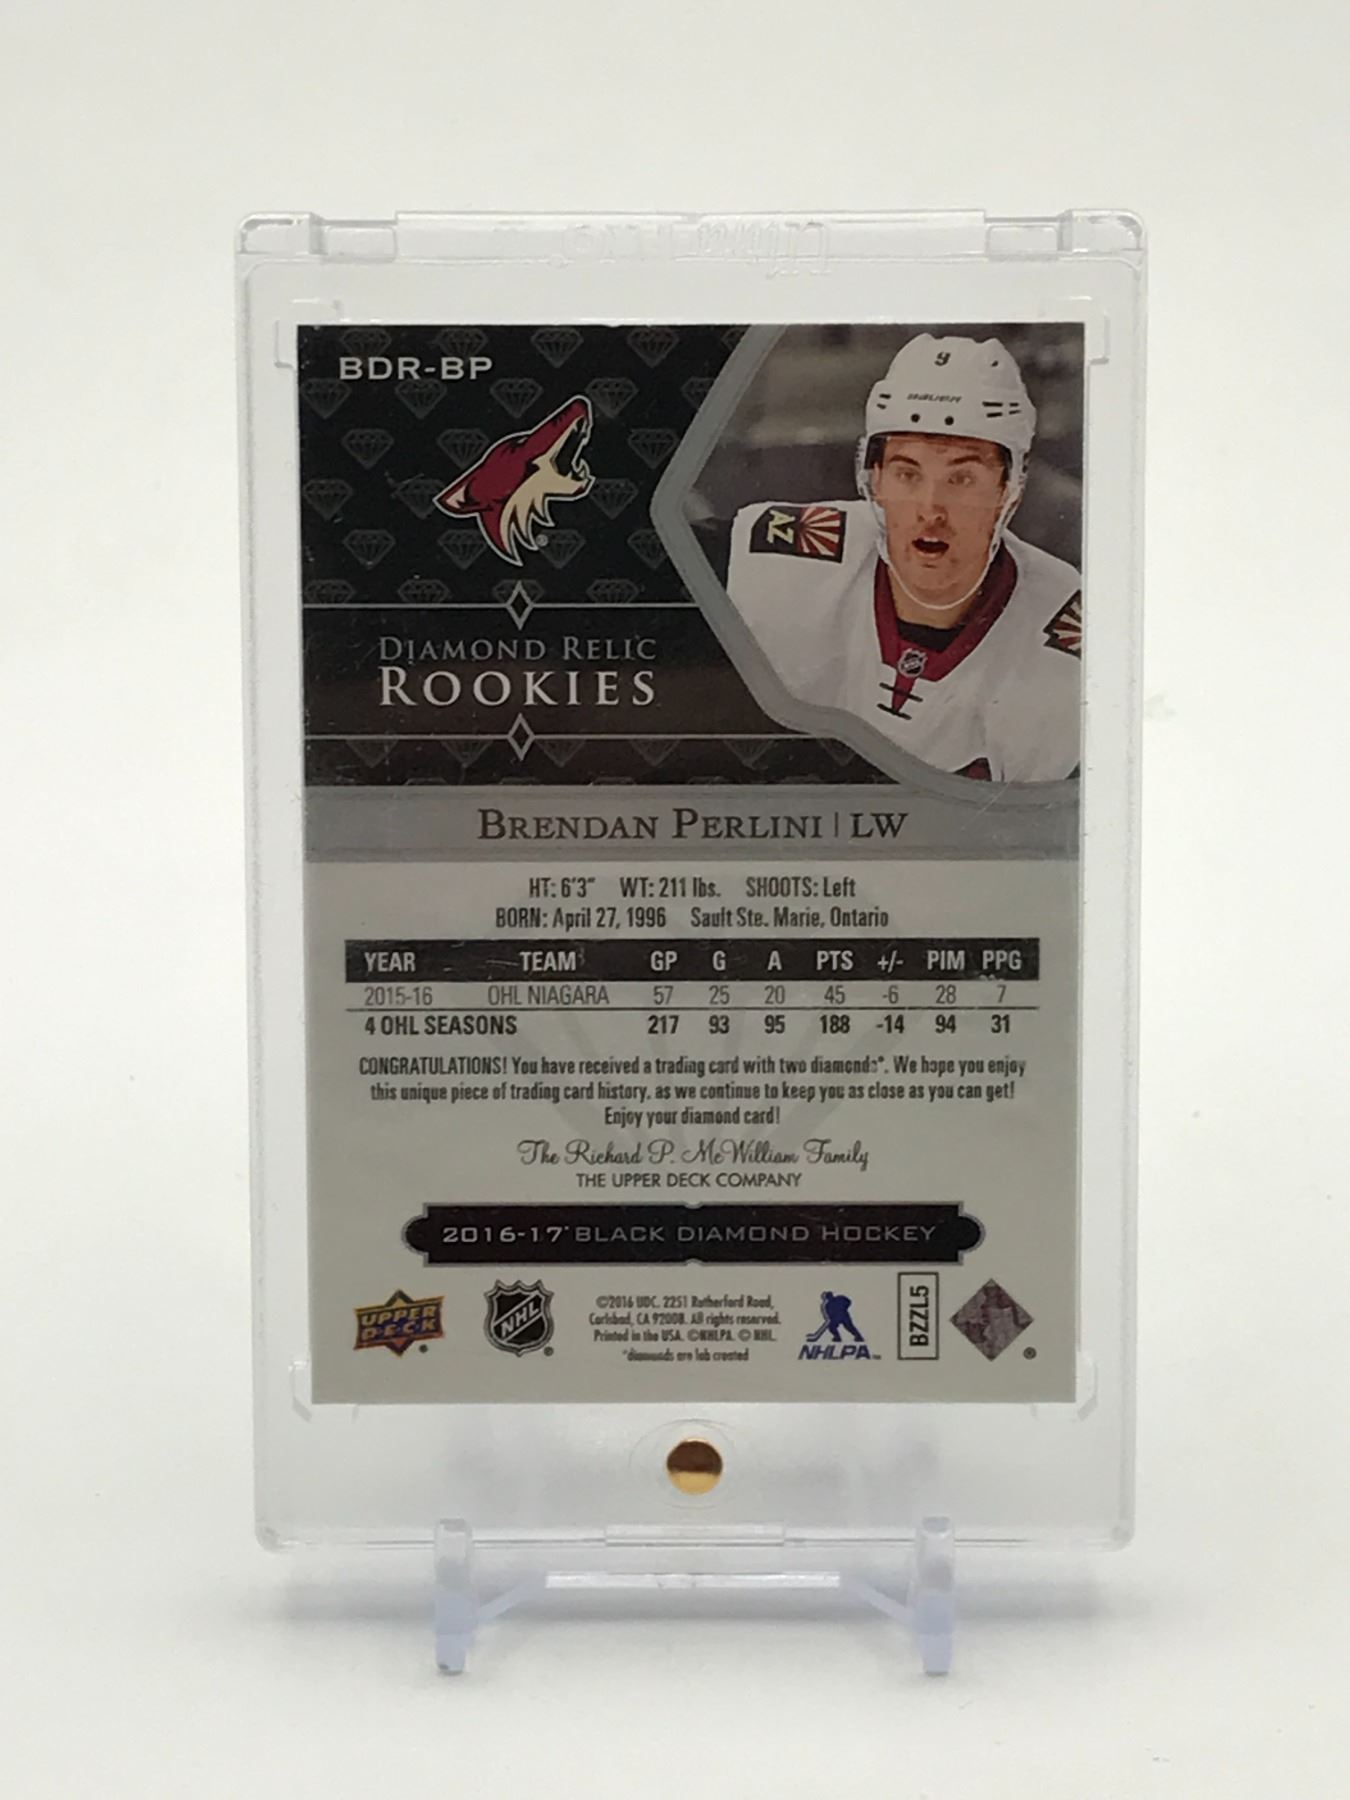 BDR-BP
9
BAUER
AZ
DIAMOND RELIC
ROOKIES
BRENDAN PERLINI | LW
HT: 6'3" WT: 211 lbs. SHOOTS: Left
BORN: April 27, 1996 Sault Ste. Marie, Ontario
YEAR TEAM GP G A PTS +/- PIM PPG
2015-16 OHL NIAGARA 57 25 20 45 -6 28 7
4 OHL SEASONS 217 93 95 188 -14 94 31
CONGRATULATIONS! You have received a trading card with two diamonds*. We hope you enjoy
this unique piece of trading card history, as we continue to keep you as close as you can get!
Enjoy your diamond card!
The Richard P. McWilliam Family
THE UPPER DECK COMPANY
2016-17 BLACK DIAMOND HOCKEY
UPPER
DECK
NHL
©2016 UDC. 2251 Rutherford Road,
Carlsbad, CA 92008. All rights reserved.
Printed in the USA. ©NHLPA. © NHL.
*diamonds are lab created
NHLPA
BZZL5